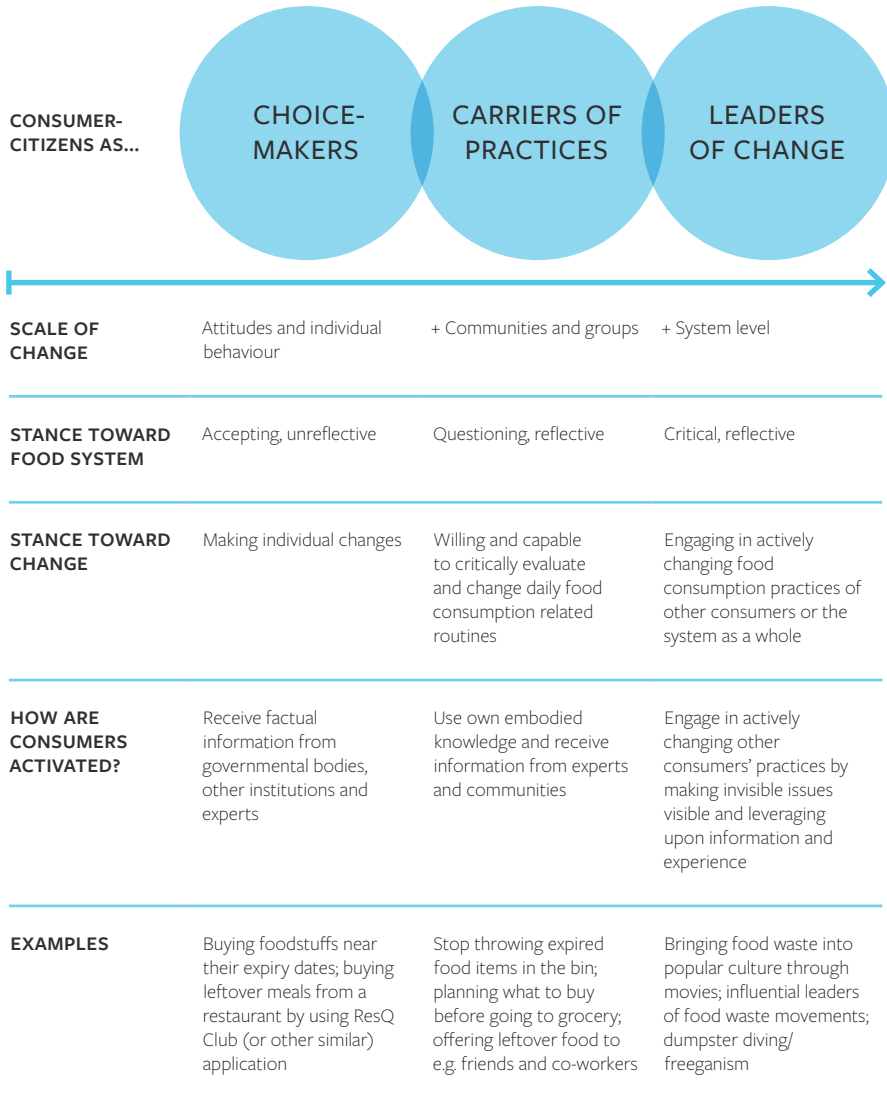 CONSUMER-
CITIZENS AS...
CHOICE-
MAKERS
CARRIERS OF
PRACTICES
LEADERS
OF CHANGE
SCALE OF
CHANGE
Attitudes and individual
behaviour
+ Communities and groups
+ System level
STANCE TOWARD
FOOD SYSTEM
Accepting, unreflective
Questioning, reflective
Critical, reflective
STANCE TOWARD
CHANGE
Making individual changes
Willing and capable
to critically evaluate
and change daily food
consumption related
routines
Engaging in actively
changing food
consumption practices of
other consumers or the
system as a whole
HOW ARE
CONSUMERS
ACTIVATED?
Receive factual
information from
governmental bodies,
other institutions and
experts
Use own embodied
knowledge and receive
information from experts
and communities
Engage in actively
changing other
consumers' practices by
making invisible issues
visible and leveraging
upon information and
experience
EXAMPLES
Buying foodstuffs near
their expiry dates; buying
leftover meals from a
restaurant by using ResQ
Club (or other similar)
application
Stop throwing expired
food items in the bin;
planning what to buy
before going to grocery;
offering leftover food to
e.g. friends and co-workers
Bringing food waste into
popular culture through
movies; influential leaders
of food waste movements;
dumpster diving/
freeganism